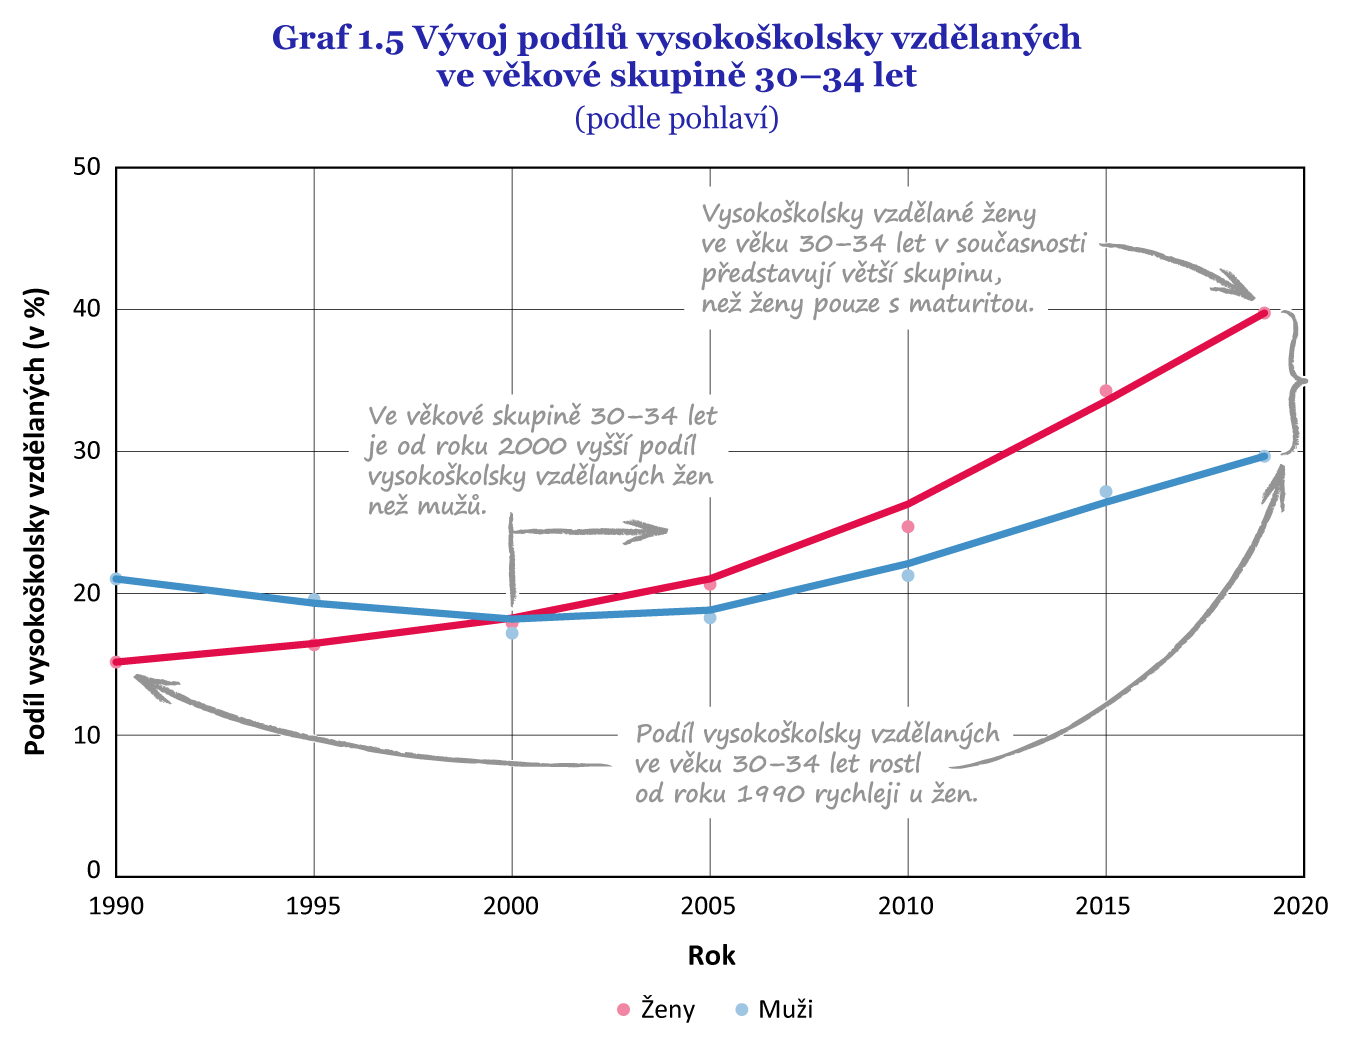 Graf 1.5 Vývoj podílů vysokoškolsky vzdělaných
ve věkové skupině 30–34 let
(podle pohlaví)
Podíl vysokoškolsky vzdělaných (v %)
50
40
30
20
10
0
Vysokoškolsky vzdělané ženy
ve věku 30–34 let v současnosti
představují větší skupinu,
než ženy pouze s maturitou.
Ve věkové skupině 30–34 let
je od roku 2000 vyšší podíl
vysokoškolsky vzdělaných žen
než mužů.
Podíl vysokoškolsky vzdělaných
ve věku 30–34 let rostl
od roku 1990 rychleji u žen.
1990 1995 2000 2005 2010 2015 2020
Rok
Ženy Muži